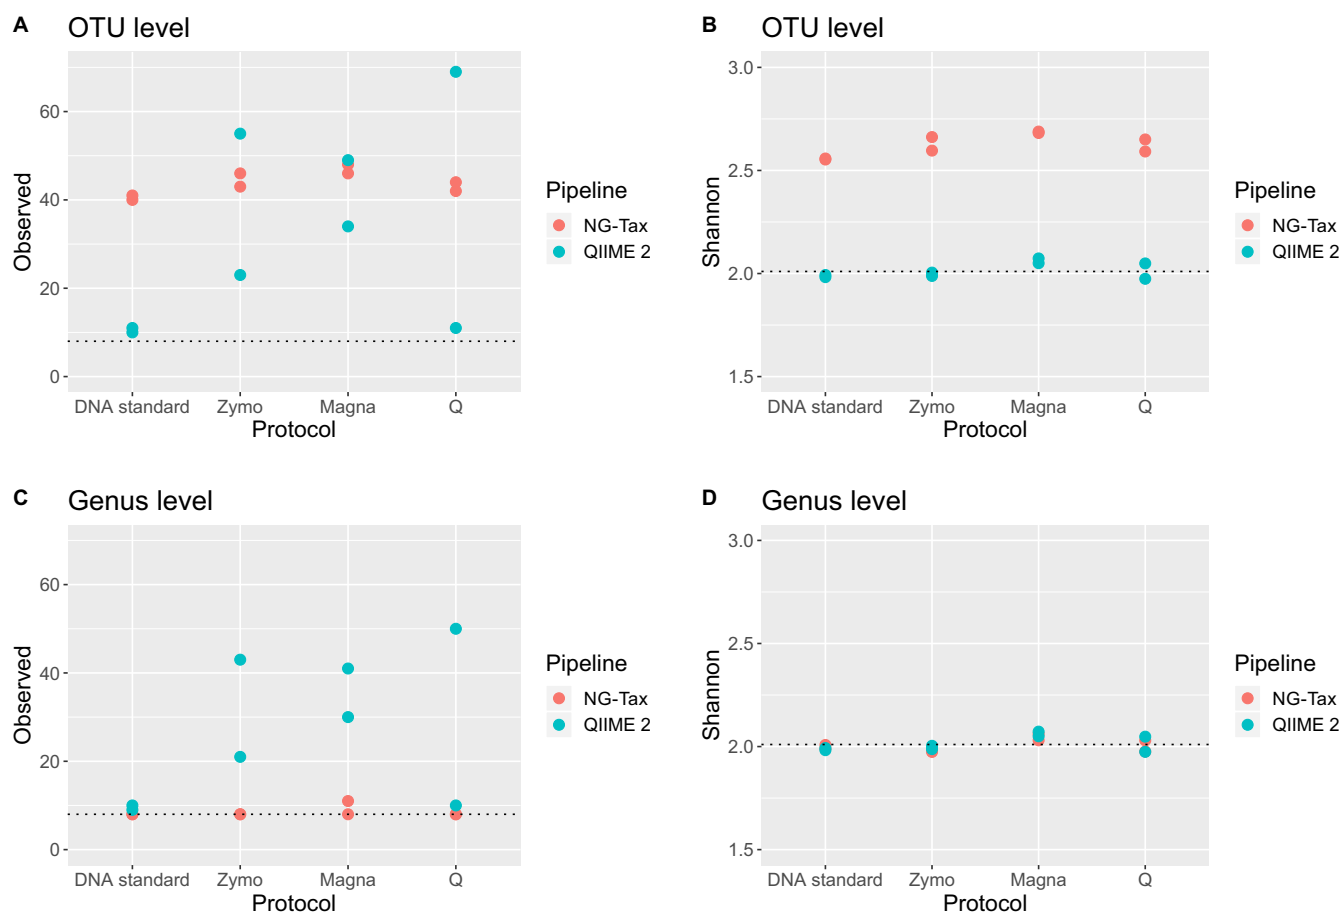 A OTU level
Observed
60
40
20
0
DNA standard Zymo Magna Q
Protocol
Pipeline
NG-Tax
QIIME 2
B OTU level
Shannon
3.0
2.5
2.0
1.5
DNA standard Zymo Magna Q
Protocol
Pipeline
NG-Tax
QIIME 2
C Genus level
Observed
60
40
20
0
DNA standard Zymo Magna Q
Protocol
Pipeline
NG-Tax
QIIME 2
D Genus level
Shannon
3.0
2.5
2.0
1.5
DNA standard Zymo Magna Q
Protocol
Pipeline
NG-Tax
QIIME 2